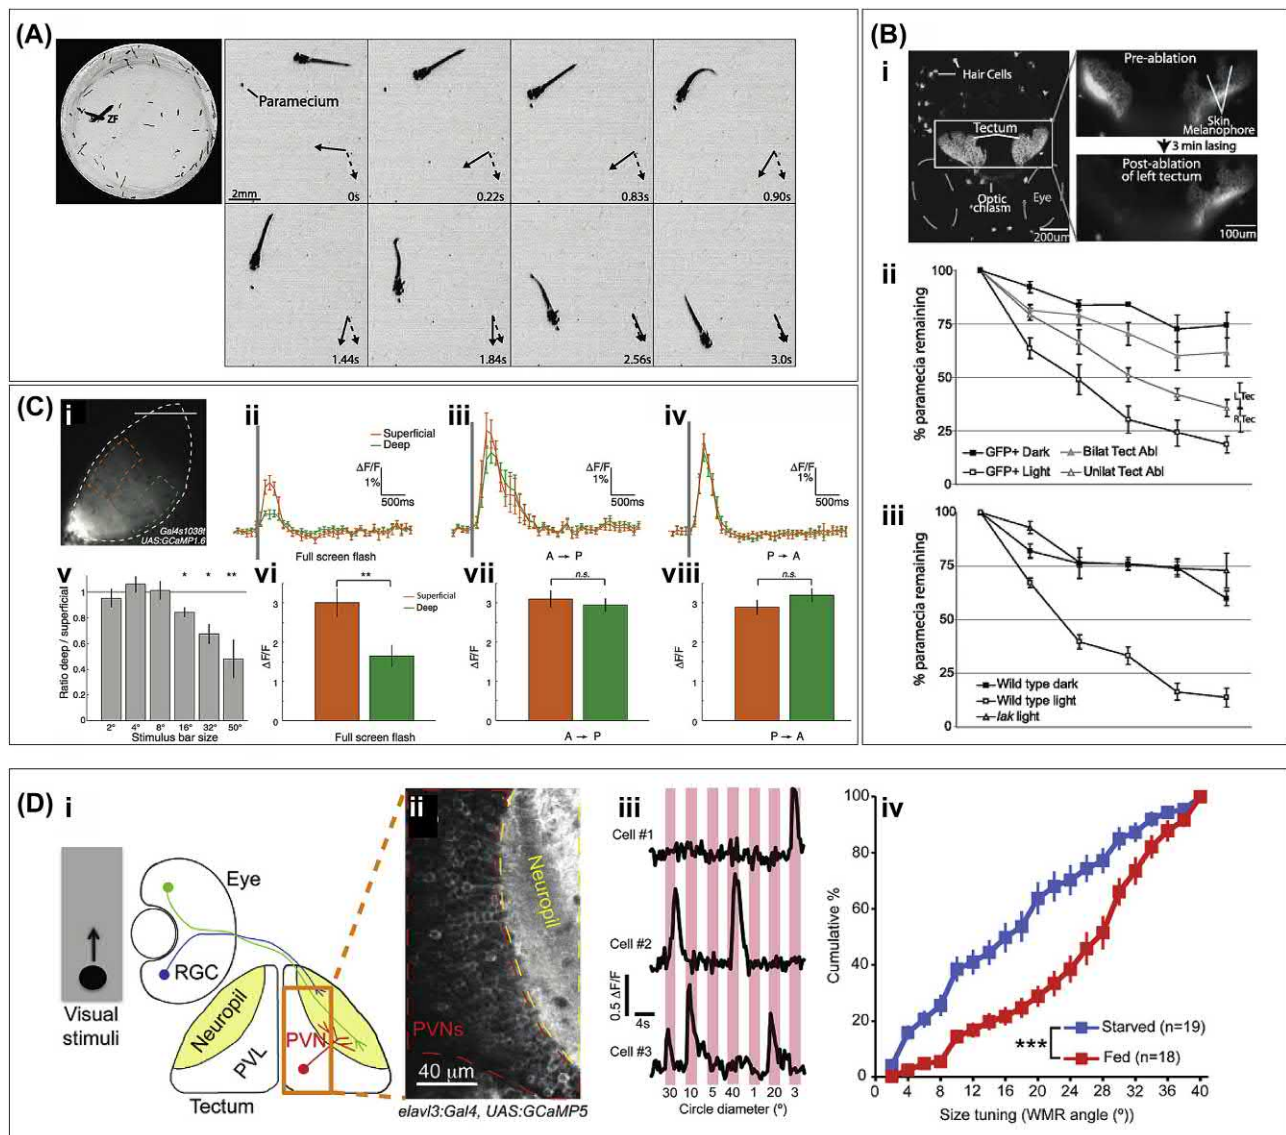 (A)
ZF
Paramecium
2mm
0s
0.22s
0.83s
0.90s
1.44s
1.84s
2.56s
3.0s
(B)
i
Hair Cells
Tectum
Optic
chiasm
Eye
200um
Pre-ablation
Skin
Melanophore
3 min lasing
Post-ablation
of left tectum
100um
ii
% paramecia remaining
100
75
50
25
0
L Tec
R Tec
GFP+ Dark
GFP+ Light
Bilat Tect Abl
Unilat Tect Abl
iii
% paramecia remaining
100
75
50
25
0
Wild type dark
Wild type light
lak light
(C)
i
Gal4s1038t
UAS:GCaMP1.6
ii
Superficial
Deep
ΔF/F
1%
500ms
Full screen flash
iii
ΔF/F
1%
500ms
A → P
iv
ΔF/F
1%
500ms
P → A
v
Ratio deep / superficial
1
0.8
0.6
0.4
0.2
0
* * **
2° 4° 8° 16° 32° 50°
Stimulus bar size
vi
ΔF/F
3
2
1
0
**
Superficial
Deep
Full screen flash
vii
ΔF/F
3
2
1
0
n.s.
A → P
viii
ΔF/F
3
2
1
0
n.s.
P → A
(D)
i
Visual
stimuli
Eye
RGC
Neuropil
PVL
PVN
Tectum
ii
Neuropil
PVNs
40 μm
elavl3:Gal4, UAS:GCaMP5
iii
Cell #1
Cell #2
0.5 ΔF/F
4s
Cell #3
30 10 5 40 1 20 3
Circle diameter (°)
iv
Cumulative %
100
80
60
40
20
0
0 4 8 12 16 20 24 28 32 36 40
Size tuning (WMR angle (°))
***
Starved (n=19)
Fed (n=18)